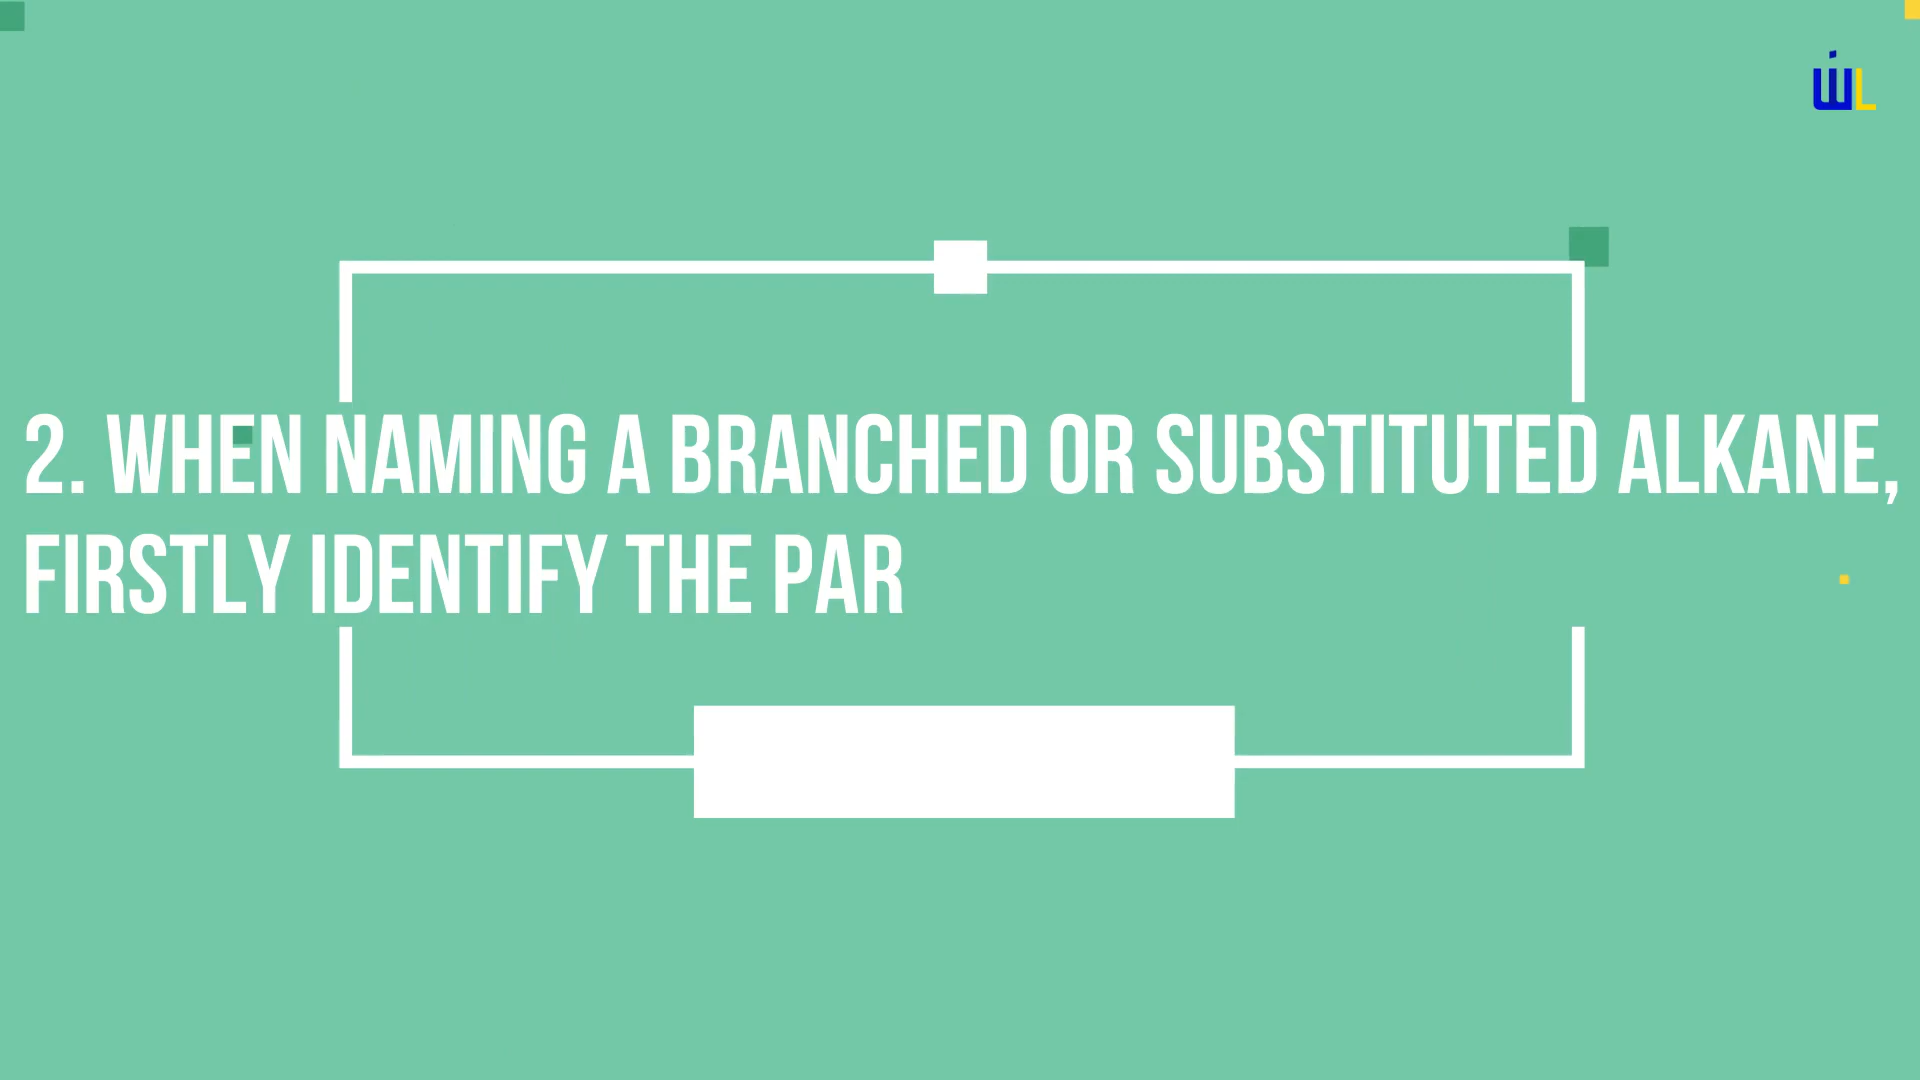 2. WHEN NAMING A BRANCHED OR SUBSTITUTED ALKANE,
FIRSTLY IDENTIFY THE PAR